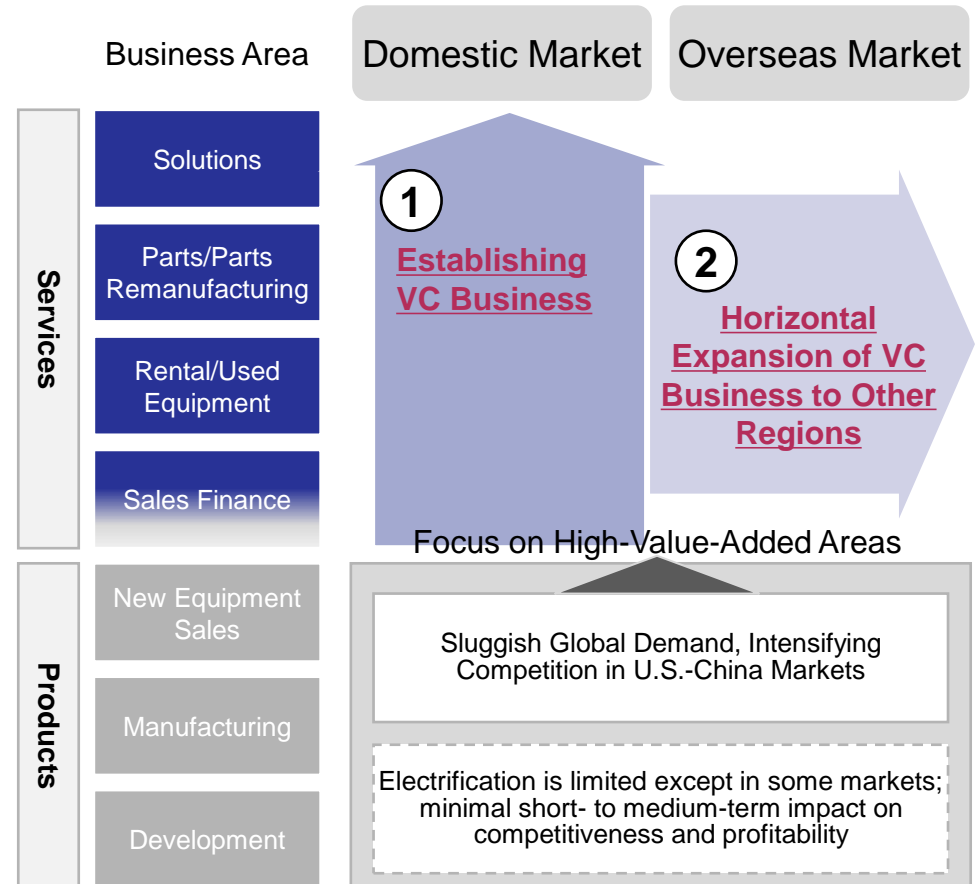 Business Area
Domestic Market
Overseas Market
Services
Solutions
Parts/Parts
Remanufacturing
Rental/Used
Equipment
Sales Finance
1
Establishing
VC Business
2
Horizontal
Expansion of VC
Business to Other
Regions
Focus on High-Value-Added Areas
Products
New Equipment
Sales
Manufacturing
Development
Sluggish Global Demand, Intensifying
Competition in U.S.-China Markets
Electrification is limited except in some markets;
minimal short- to medium-term impact on
competitiveness and profitability